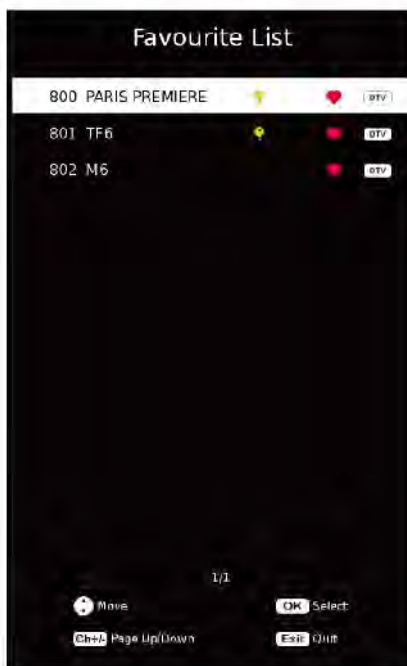 Favourite List
800 PARIS PREMIERE DTV
801 TF6 DTV
802 M6 DTV
1/1
Move OK Select
Ch+/- Page Up/Down Exit Quit